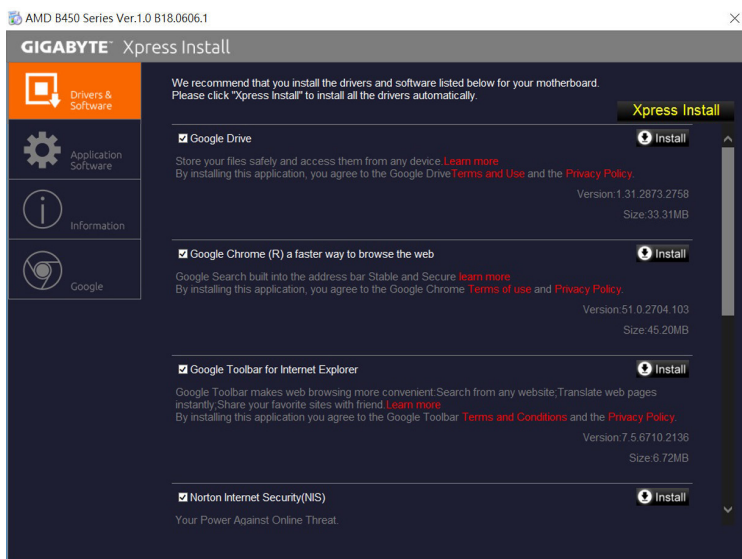 AMD B450 Series Ver.1.0 B18.0606.1
GIGABYTE™ Xpress Install
Drivers &
Software
Application
Software
Information
Google
We recommend that you install the drivers and software listed below for your motherboard.
Please click "Xpress Install" to install all the drivers automatically.
Xpress Install
Google Drive
Install
Store your files safely and access them from any device.Learn more
By installing this application, you agree to the Google DriveTerms and Use and the Privacy Policy.
Version:1.31.2873.2758
Size:33.31MB
Google Chrome (R) a faster way to browse the web
Install
Google Search built into the address bar Stable and Secure learn more
By installing this application, you agree to the Google Chrome Terms of use and Privacy Policy.
Version:51.0.2704.103
Size:45.20MB
Google Toolbar for Internet Explorer
Install
Google Toolbar makes web browsing more convenient:Search from any website;Translate web pages
instantly;Share your favorite sites with friend.Learn more
By installing this application you agree to the Google Toolbar Terms and Conditions and the Privacy Policy.
Version:7.5.6710.2136
Size:6.72MB
Norton Internet Security(NIS)
Install
Your Power Against Online Threat.